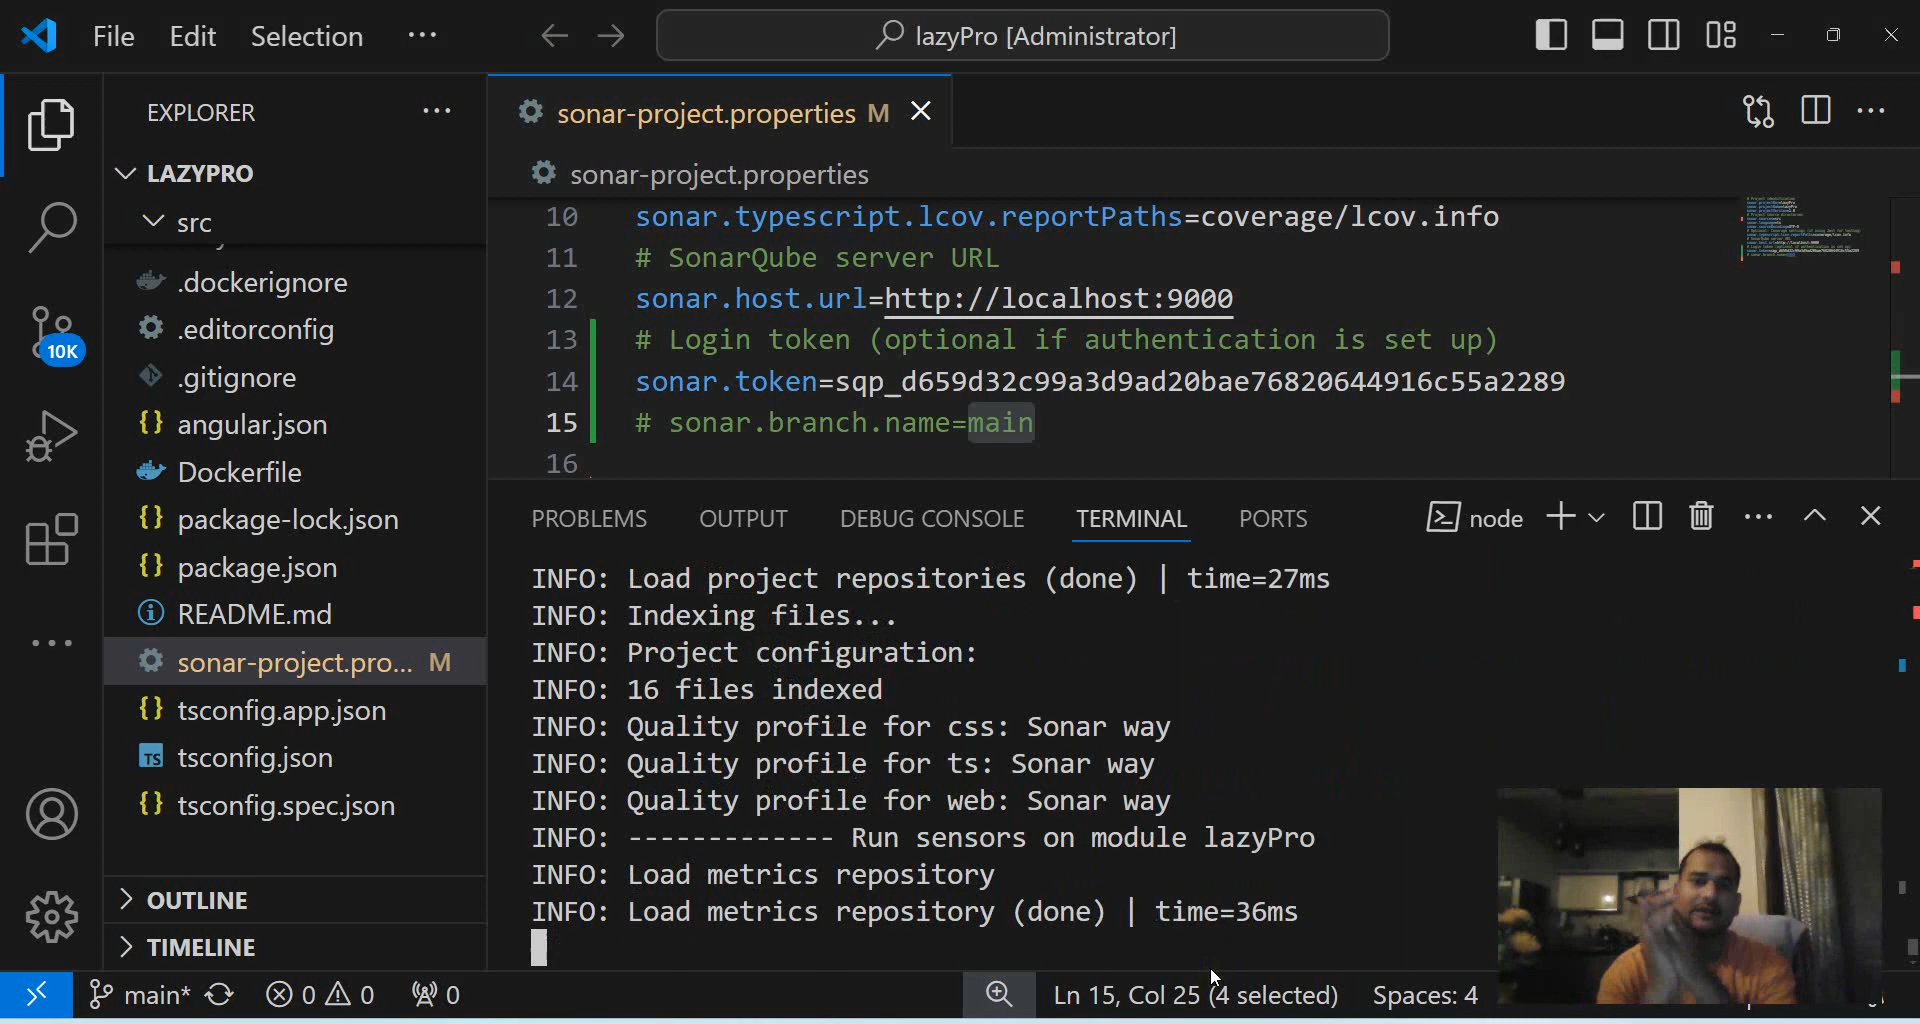 File Edit Selection ···
lazyPro [Administrator]
EXPLORER ···
LAZYPRO
src
.dockerignore
.editorconfig
.gitignore
angular.json
Dockerfile
package-lock.json
package.json
README.md
sonar-project.pro... M
tsconfig.app.json
tsconfig.json
tsconfig.spec.json
OUTLINE
TIMELINE
10K
sonar-project.properties M
sonar-project.properties
10 sonar.typescript.lcov.reportPaths=coverage/lcov.info
11 # SonarQube server URL
12 sonar.host.url=http://localhost:9000
13 # Login token (optional if authentication is set up)
14 sonar.token=sqp_d659d32c99a3d9ad20bae76820644916c55a2289
15 # sonar.branch.name=main
16
PROBLEMS OUTPUT DEBUG CONSOLE TERMINAL PORTS
node
INFO: Load project repositories (done) | time=27ms
INFO: Indexing files...
INFO: Project configuration:
INFO: 16 files indexed
INFO: Quality profile for css: Sonar way
INFO: Quality profile for ts: Sonar way
INFO: Quality profile for web: Sonar way
INFO: ------------- Run sensors on module lazyPro
INFO: Load metrics repository
INFO: Load metrics repository (done) | time=36ms
main* 0 0 0
Ln 15, Col 25 (4 selected) Spaces: 4